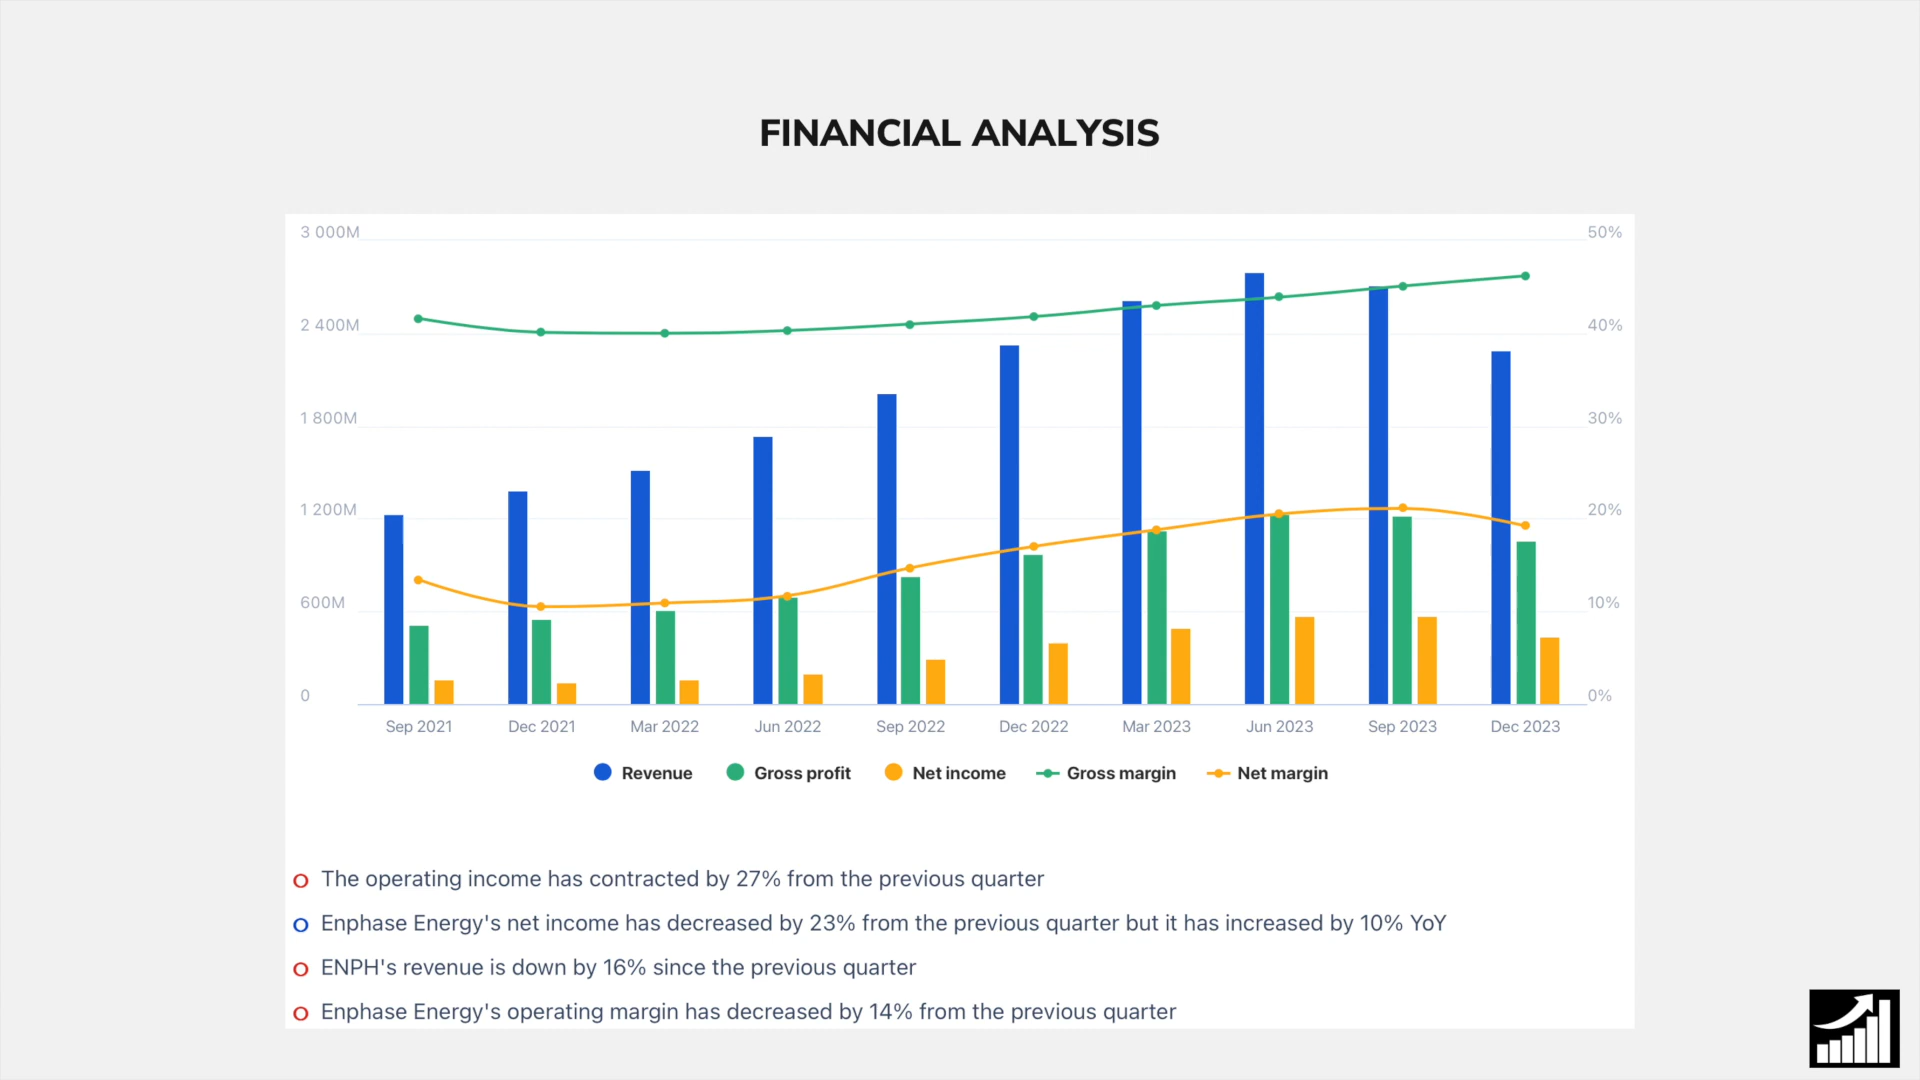 FINANCIAL ANALYSIS
3 000M
50%
2 400M
40%
1 800M
30%
1 200M
20%
600M
10%
0
0%
Sep 2021 Dec 2021 Mar 2022 Jun 2022 Sep 2022 Dec 2022 Mar 2023 Jun 2023 Sep 2023 Dec 2023
Revenue Gross profit Net income Gross margin Net margin
The operating income has contracted by 27% from the previous quarter
Enphase Energy's net income has decreased by 23% from the previous quarter but it has increased by 10% YoY
ENPH's revenue is down by 16% since the previous quarter
Enphase Energy's operating margin has decreased by 14% from the previous quarter